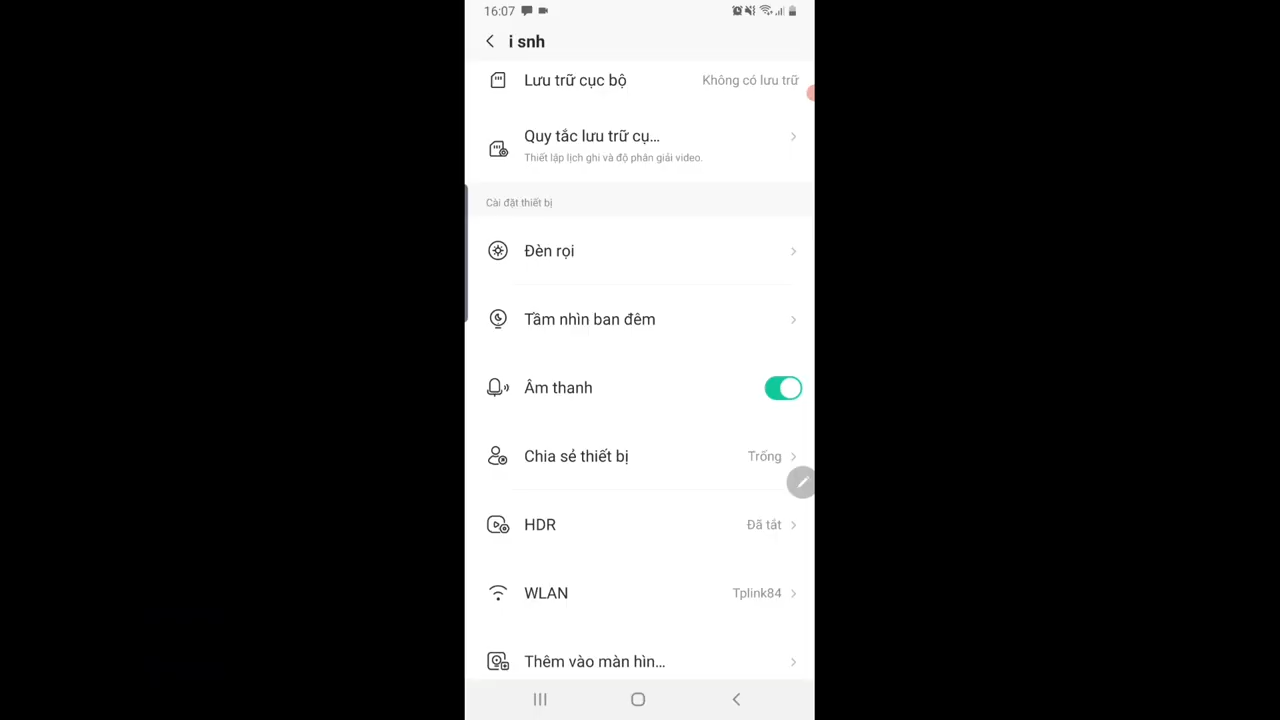 16:07
i snh
Lưu trữ cục bộ Không có lưu trữ
Quy tắc lưu trữ cụ...
Thiết lập lịch ghi và độ phân giải video.
Cài đặt thiết bị
Đèn rọi
Tầm nhìn ban đêm
Âm thanh
Chia sẻ thiết bị Trống
HDR Đã tắt
WLAN Tplink84
Thêm vào màn hìn...